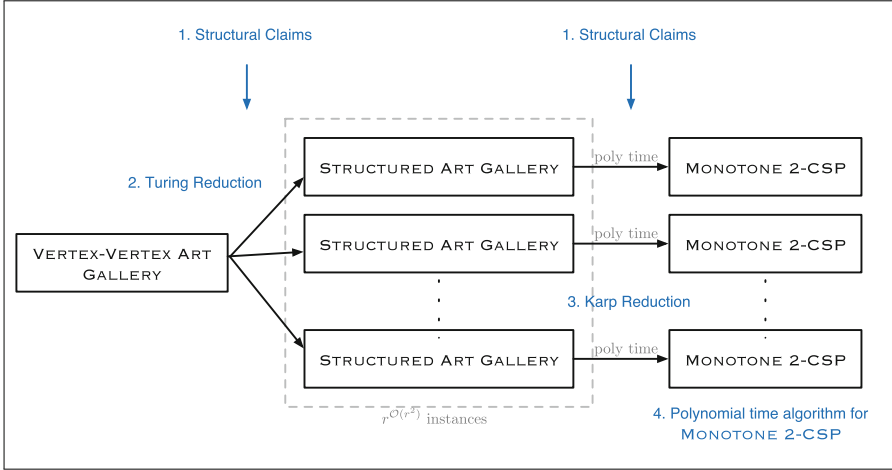 1. Structural Claims
1. Structural Claims
STRUCTURED ART GALLERY
poly time
MONOTONE 2-CSP
2. Turing Reduction
STRUCTURED ART GALLERY
poly time
MONOTONE 2-CSP
VERTEX-VERTEX ART
GALLERY
3. Karp Reduction
STRUCTURED ART GALLERY
poly time
MONOTONE 2-CSP
r^{O(r^2)} instances
4. Polynomial time algorithm for
MONOTONE 2-CSP